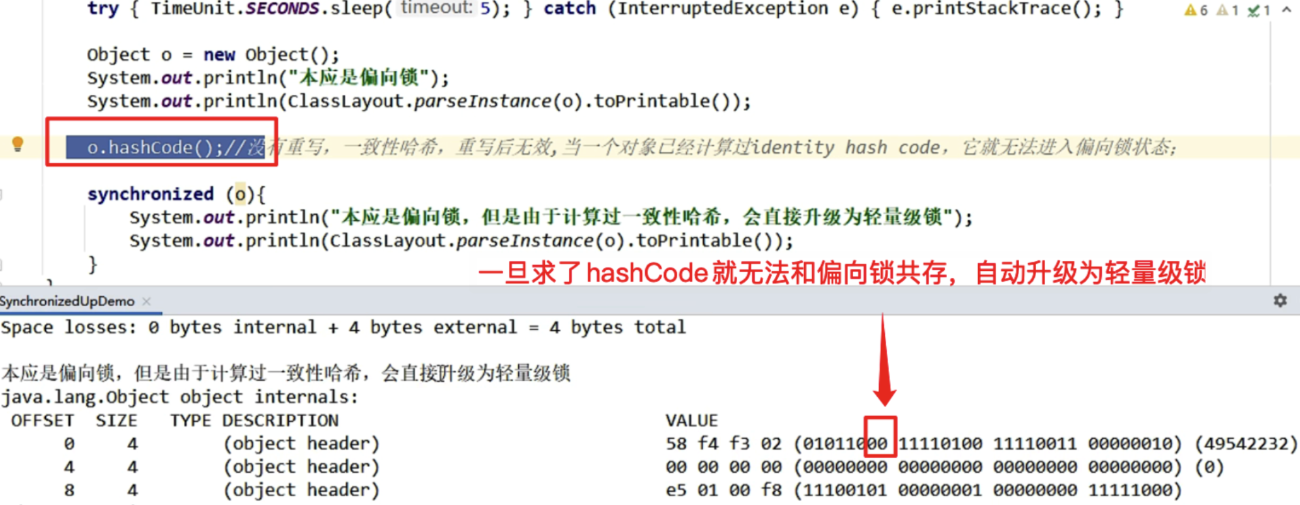 try { TimeUnit.SECONDS.sleep( timeout: 5); } catch (InterruptedException e) { e.printStackTrace(); }
6 1 1
Object o = new Object();
System.out.println("本应是偏向锁");
System.out.println(ClassLayout.parseInstance(o).toPrintable());
o.hashCode();//没有重写，一致性哈希，重写后无效,当一个对象已经计算过identity hash code，它就无法进入偏向锁状态；
synchronized (o){
System.out.println("本应是偏向锁，但是由于计算过一致性哈希，会直接升级为轻量级锁");
System.out.println(ClassLayout.parseInstance(o).toPrintable());
}
一旦求了hashCode就无法和偏向锁共存，自动升级为轻量级锁
SynchronizedUpDemo ×
Space losses: 0 bytes internal + 4 bytes external = 4 bytes total
本应是偏向锁，但是由于计算过一致性哈希，会直接升级为轻量级锁
java.lang.Object object internals:
OFFSET SIZE TYPE DESCRIPTION VALUE
0 4 (object header) 58 f4 f3 02 (01011000 11110100 11110011 00000010) (49542232)
4 4 (object header) 00 00 00 00 (00000000 00000000 00000000 00000000) (0)
8 4 (object header) e5 01 00 f8 (11100101 00000001 00000000 11111000)